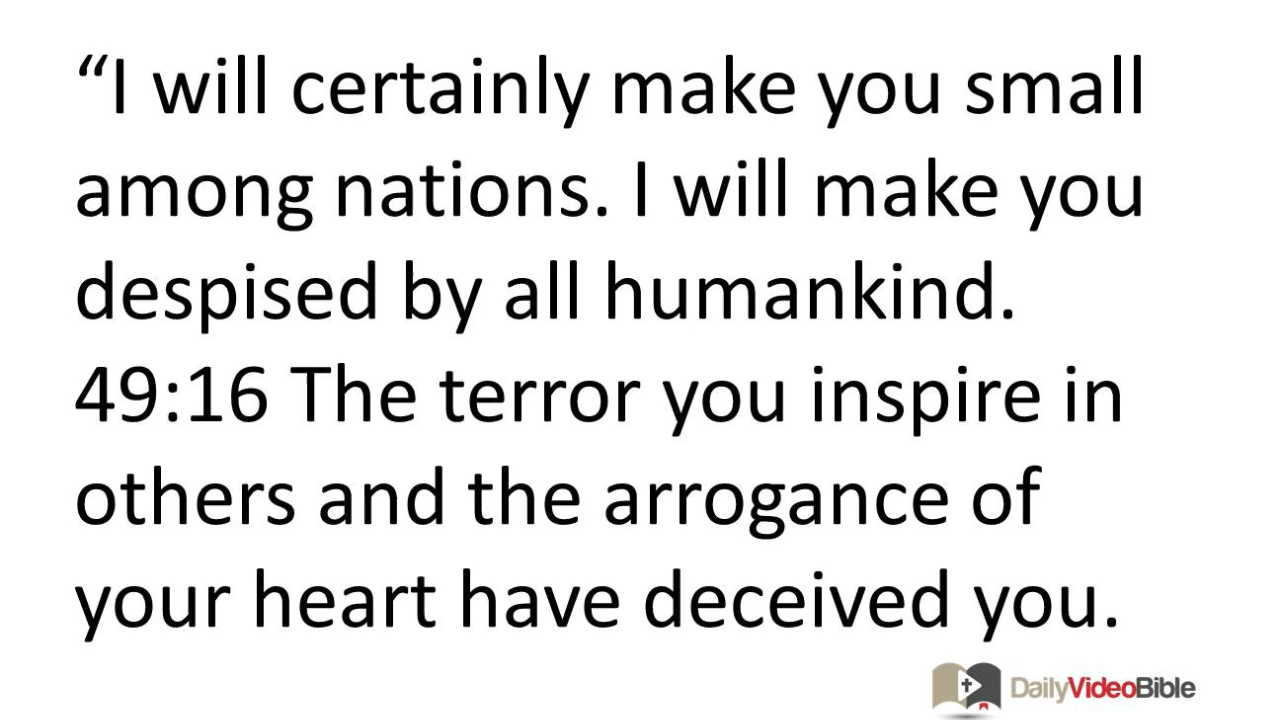 “I will certainly make you small
among nations. I will make you
despised by all humankind.
49:16 The terror you inspire in
others and the arrogance of
your heart have deceived you.
DailyVideoBible